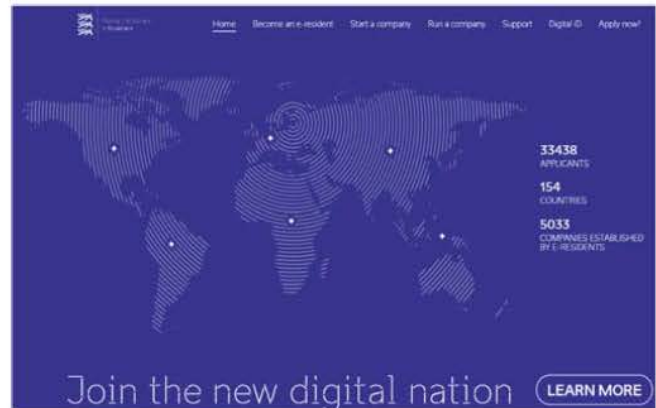 Home Become an e-resident Start a company Run a company Support Digital ID Apply now!
33438
APPLICANTS
154
COUNTRIES
5033
COMPANIES ESTABLISHED
BY E-RESIDENTS
Join the new digital nation
LEARN MORE